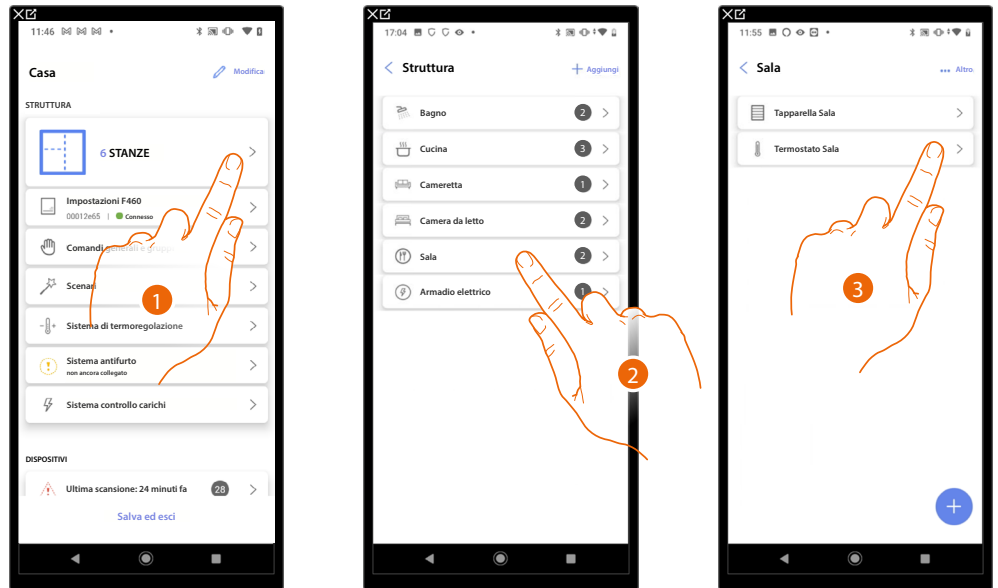 11:46
Casa
Modifica
STRUTTURA
6 STANZE
Impostazioni F460
00012e65 | Connesso
Comandi generali e gruppi
Scenari
Sistema di termoregolazione
Sistema antifurto
non ancora collegato
Sistema controllo carichi
DISPOSITIVI
Ultima scansione: 24 minuti fa 28
Salva ed esci
1
17:04
Struttura
Aggiungi
Bagno 2
Cucina 3
Cameretta 1
Camera da letto 2
Sala 2
Armadio elettrico 1
2
11:55
Sala
Altro.
Tapparella Sala
Termostato Sala
3